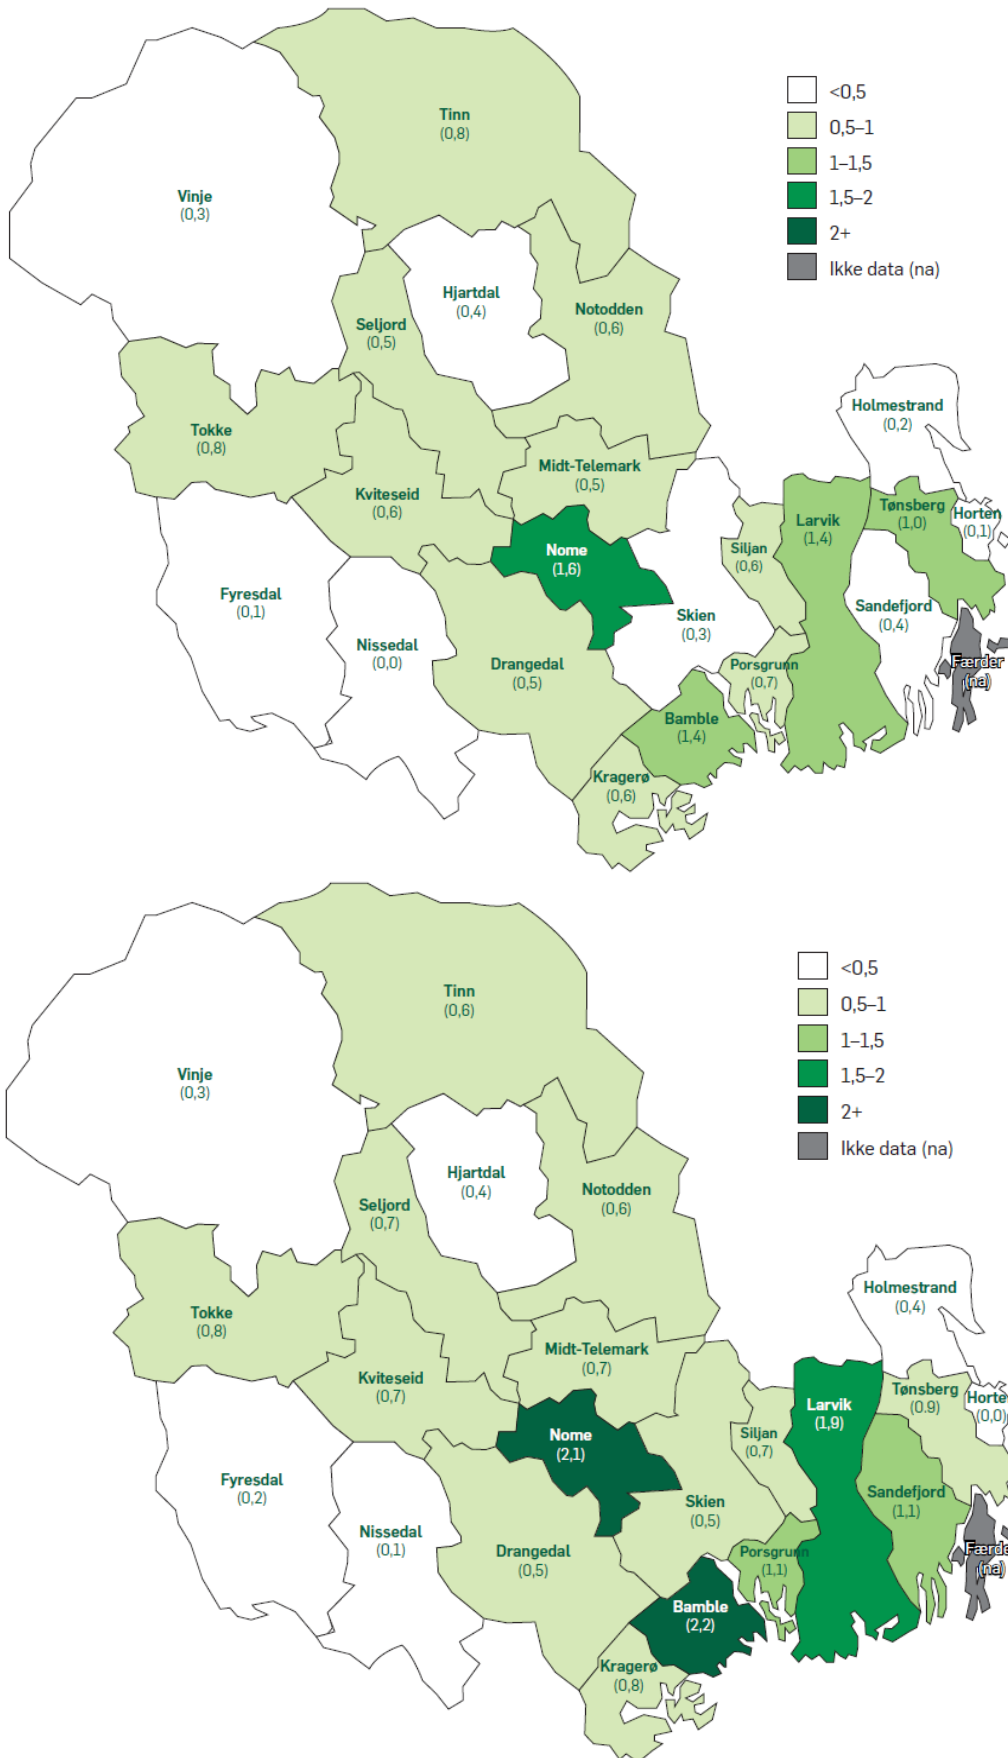 Tinn
(0,8)
<0,5
0,5–1
1–1,5
1,5–2
2+
Ikke data (na)
Vinje
(0,3)
Hjartdal
(0,4)
Notodden
(0,6)
Seljord
(0,5)
Holmestrand
(0,2)
Tokke
(0,8)
Midt-Telemark
(0,5)
Kviteseid
(0,6)
Tønsberg
(1,0)
Horten
(0,1)
Larvik
(1,4)
Nome
(1,6)
Siljan
(0,6)
Fyresdal
(0,1)
Sandefjord
(0,4)
Skien
(0,3)
Nissedal
(0,0)
Drangedal
(0,5)
Porsgrunn
(0,7)
Færder
(na)
Bamble
(1,4)
Kragerø
(0,6)
<0,5
0,5–1
1–1,5
1,5–2
2+
Ikke data (na)
Tinn
(0,6)
Vinje
(0,3)
Hjartdal
(0,4)
Notodden
(0,6)
Seljord
(0,7)
Holmestrand
(0,4)
Tokke
(0,8)
Midt-Telemark
(0,7)
Kviteseid
(0,7)
Tønsberg
(0.9)
Horte
(0,0)
Larvik
(1,9)
Nome
(2,1)
Siljan
(0,7)
Fyresdal
(0,2)
Sandefjord
(1,1)
Skien
(0,5)
Nissedal
(0,1)
Drangedal
(0,5)
Porsgrunn
(1,1)
Færde
(na)
Bamble
(2,2)
Kragerø
(0,8)